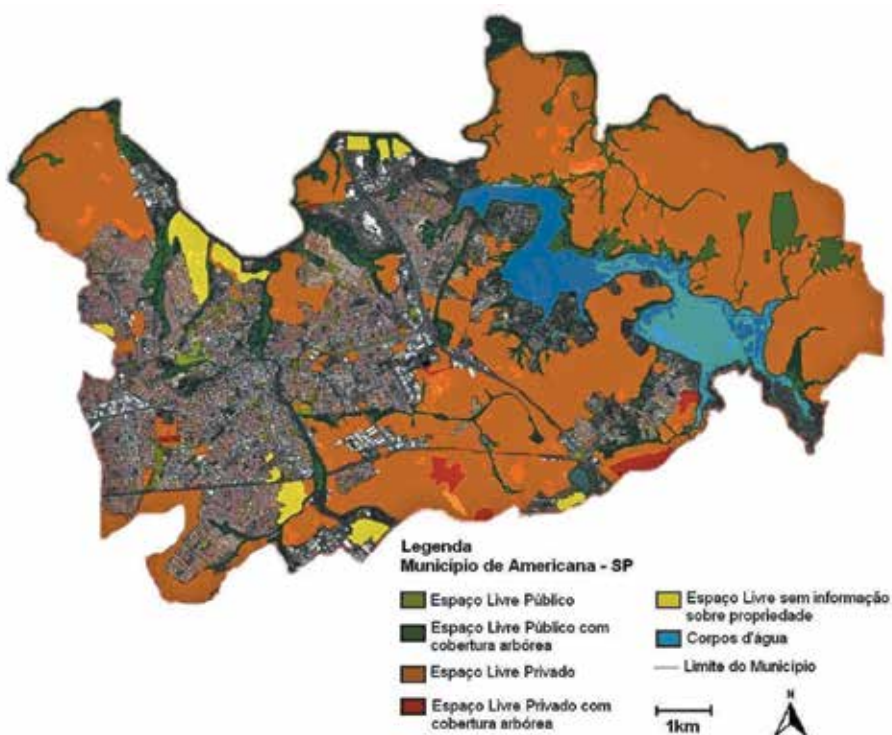 Legenda
Município de Americana - SP
Espaço Livre Público
Espaço Livre Público com
cobertura arbórea
Espaço Livre Privado
Espaço Livre Privado com
cobertura arbórea
Espaço Livre sem informação
sobre propriedade
Corpos d'água
Limite do Município
1km
N